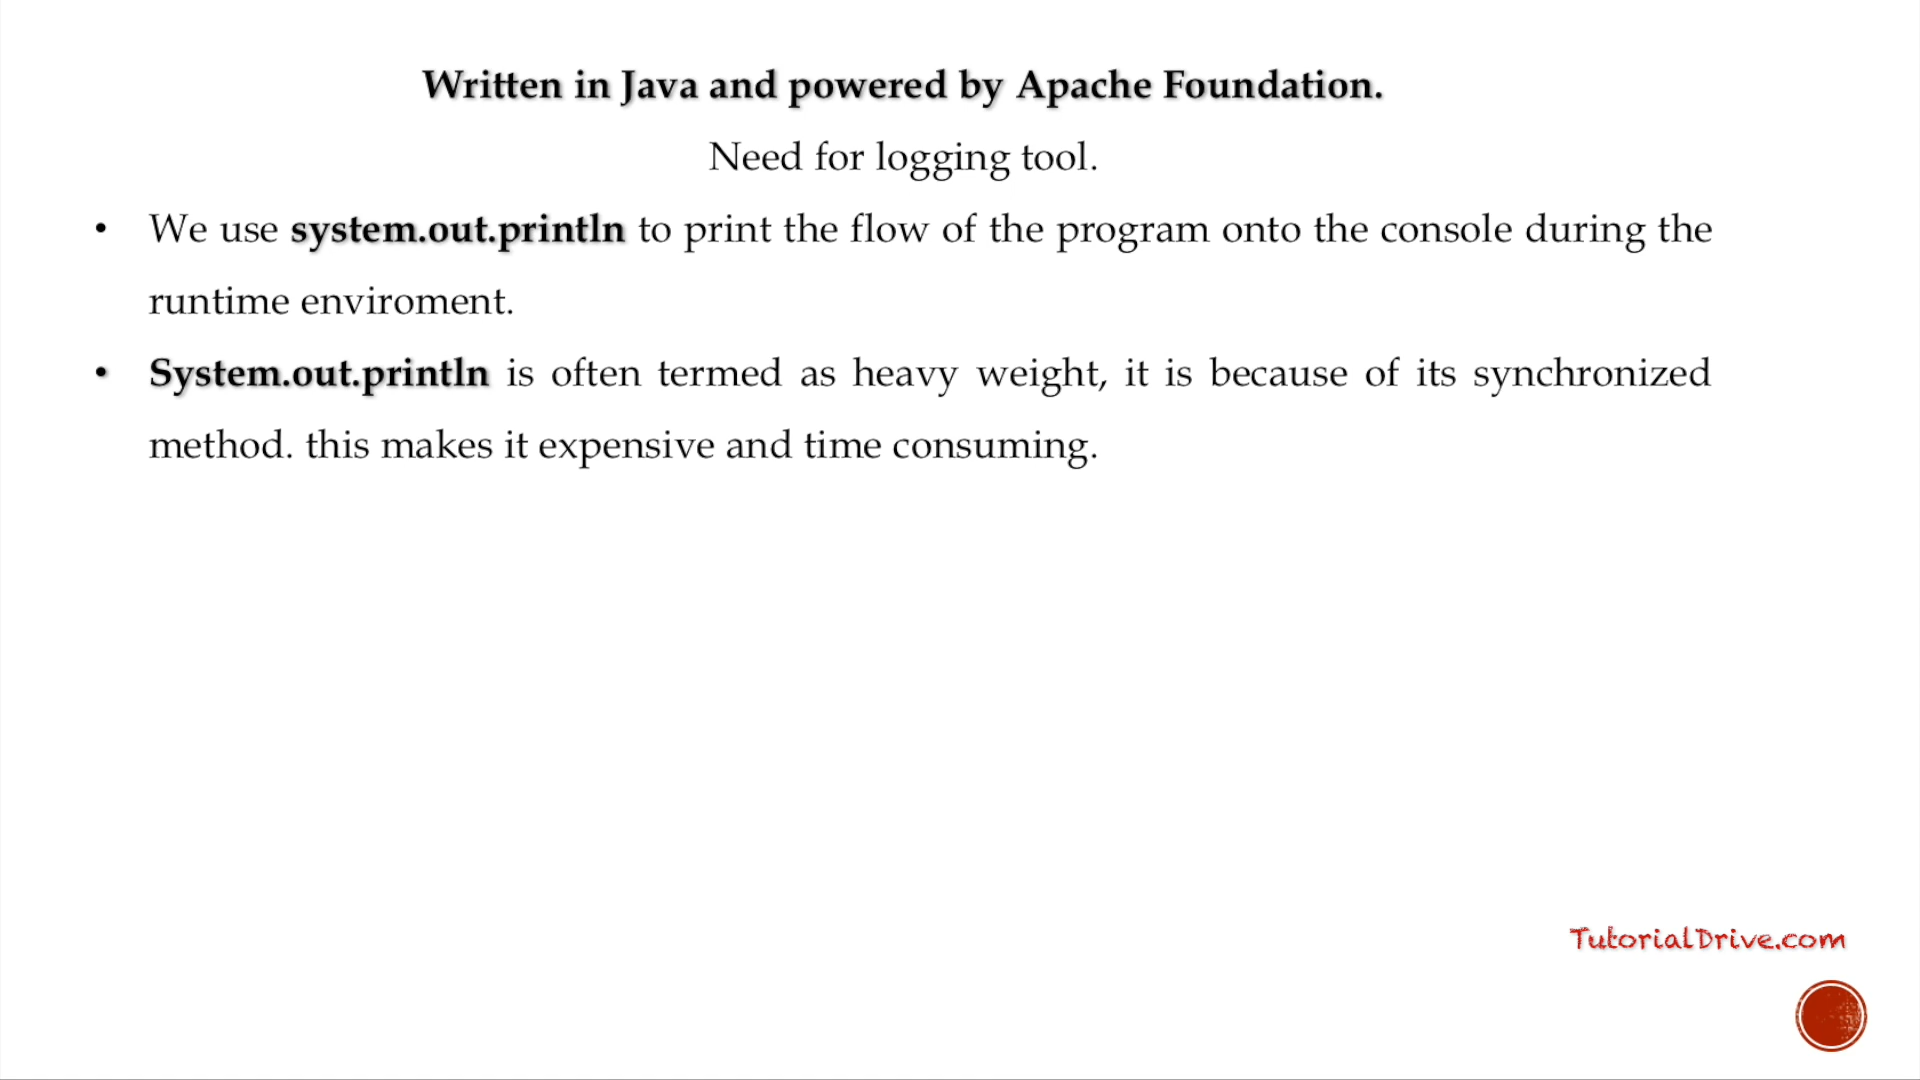 Written in Java and powered by Apache Foundation.
Need for logging tool.
• We use system.out.println to print the flow of the program onto the console during the
runtime enviroment.
• System.out.println is often termed as heavy weight, it is because of its synchronized
method. this makes it expensive and time consuming.
TutorialDrive.com